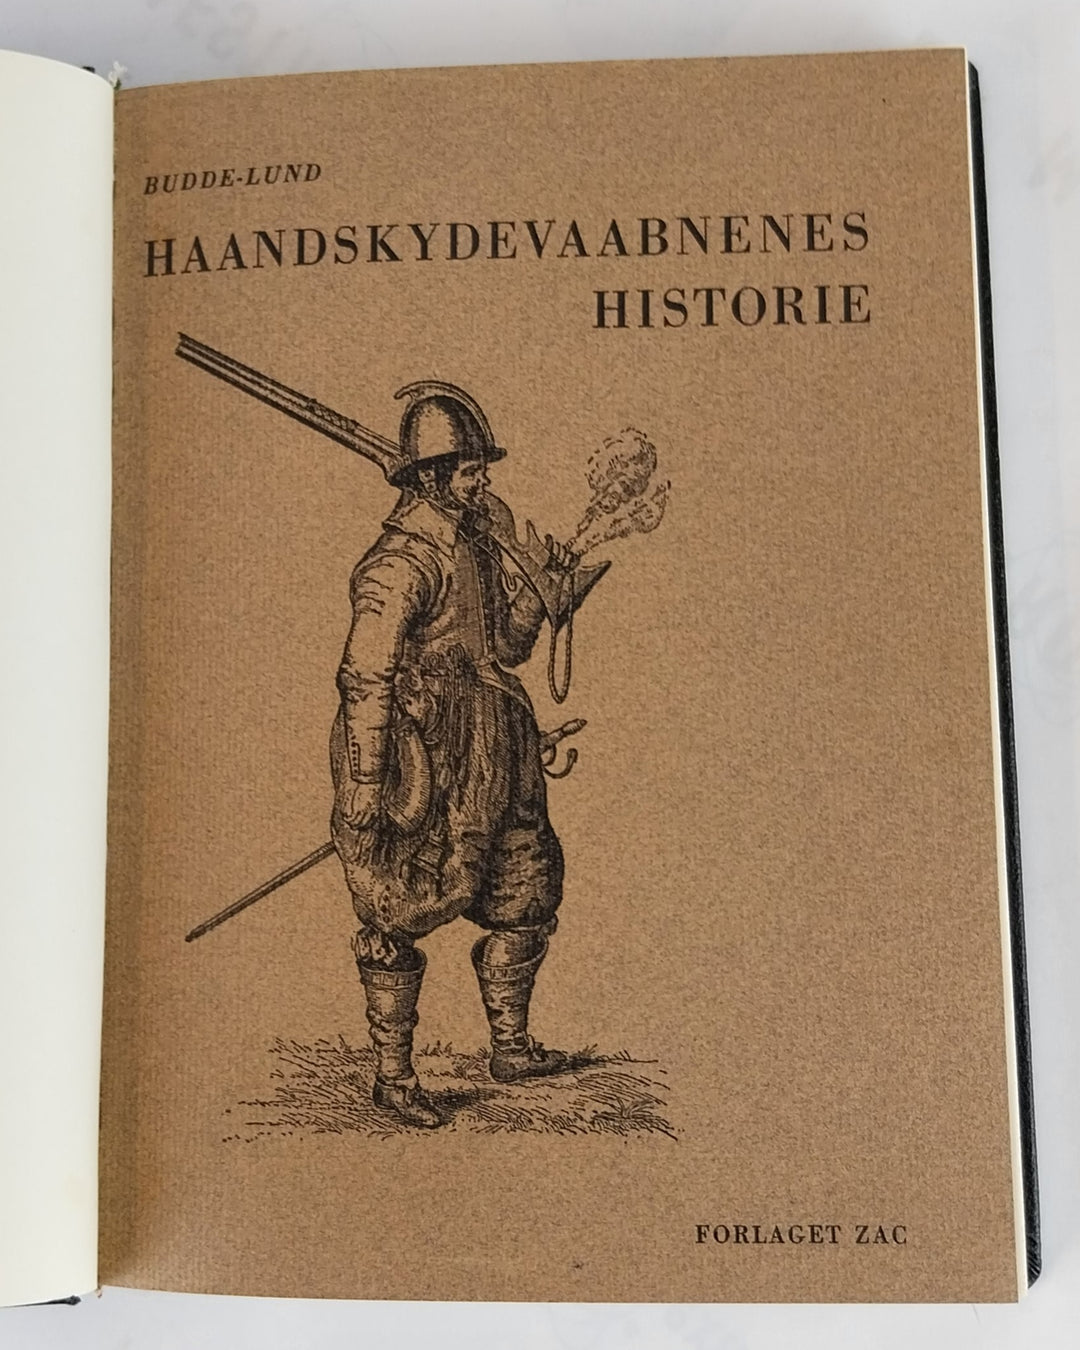 BUDDE-LUND
HAANDSKYDEVAABNENES
HISTORIE
FORLAGET ZAC